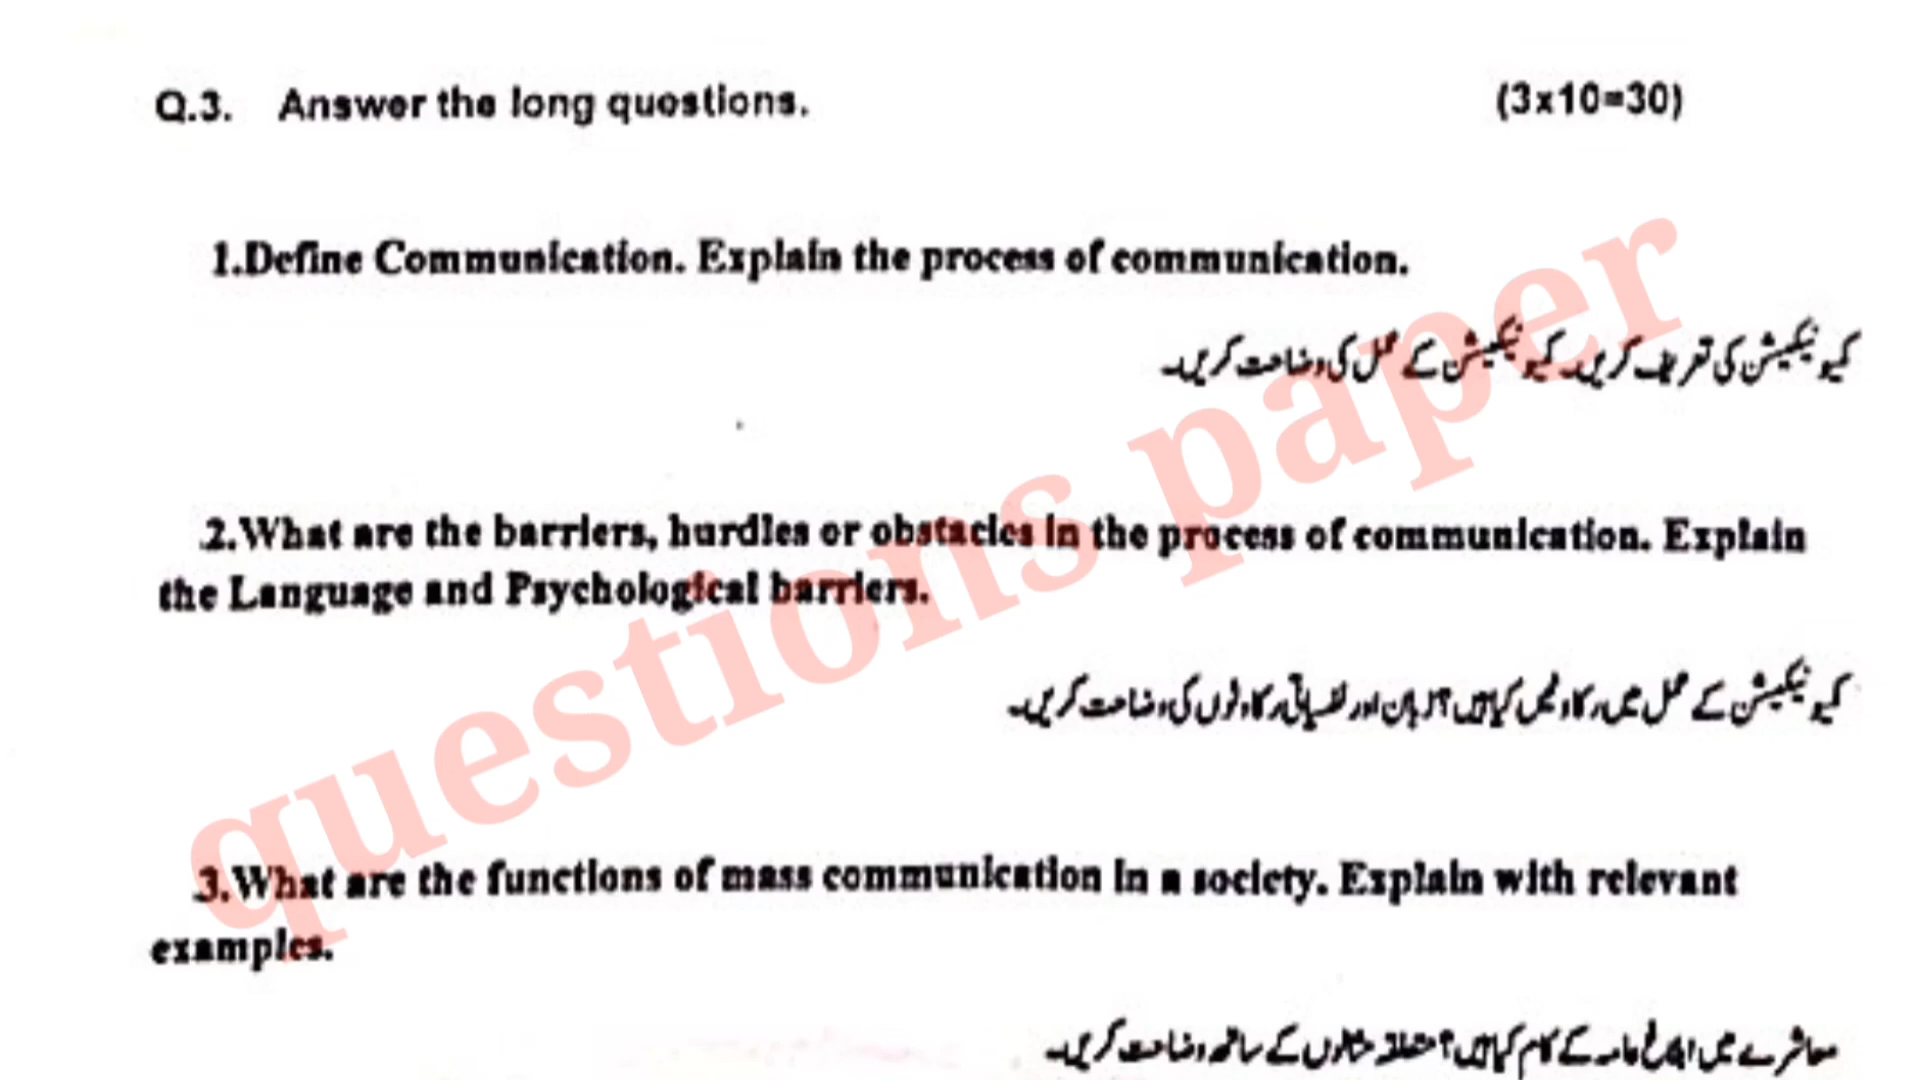 Q.3. Answer the long questions. (3x10=30)
1.Define Communication. Explain the process of communication.
کمیونیکیشن کی تعریف کریں۔ کمیونیکیشن کے عمل کی وضاحت کریں۔
2.What are the barriers, hurdles or obstacles in the process of communication. Explain
the Language and Psychological barriers.
کمیونیکیشن کے عمل میں رکاوٹیں کیا ہیں؟ زبان اور نفسیاتی رکاوٹوں کی وضاحت کریں۔
3.What are the functions of mass communication in a society. Explain with relevant
examples.
معاشرے میں ابلاغ عامہ کے کام کیا ہیں؟ متعلقہ مثالوں کے ساتھ وضاحت کریں۔
questions paper